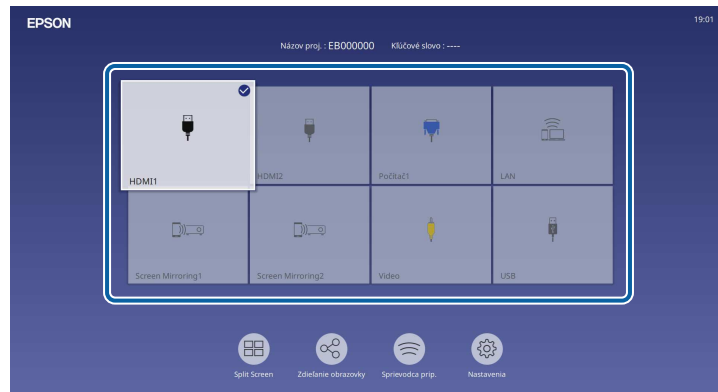 EPSON
19:01
Názov proj. : EB000000 Kľúčové slovo : ----
HDMI1
HDMI2
Počítač1
LAN
Screen Mirroring1
Screen Mirroring2
Video
USB
Split Screen
Zdieľanie obrazovky
Sprievodca prip.
Nastavenia